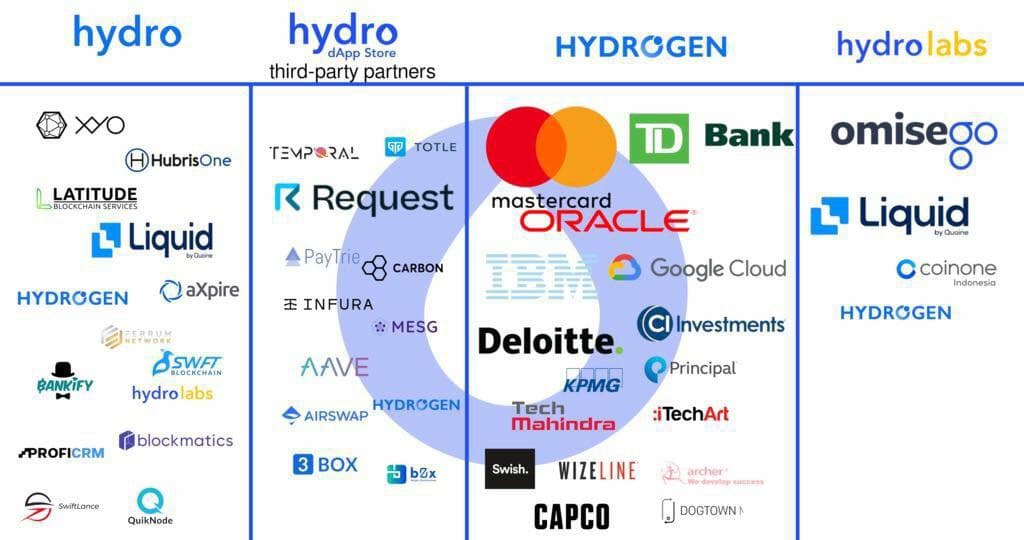 hydro
XYO
HubrisOne
LATITUDE
BLOCKCHAIN SERVICES
Liquid
by Quoine
HYDROGEN
aXpire
FERRUM
NETWORK
BANKIFY
SWFT
BLOCKCHAIN
hydrolabs
PROFICRM
blockmatics
SwiftLance
QuikNode
hydro
dApp Store
third-party partners
TEMPORAL
TOTLE
Request
PayTrie
CARBON
INFURA
MESG
AAVE
AIRSWAP
HYDROGEN
3 BOX
bZx
HYDROGEN
mastercard
TD Bank
ORACLE
IBM
Google Cloud
Deloitte.
CI Investments
KPMG
Principal
Tech
Mahindra
:iTechArt
Swish.
WIZELINE
archer
We develop success
CAPCO
DOGTOWN
hydrolabs
omisego
Liquid
by Quoine
coinone
Indonesia
HYDROGEN